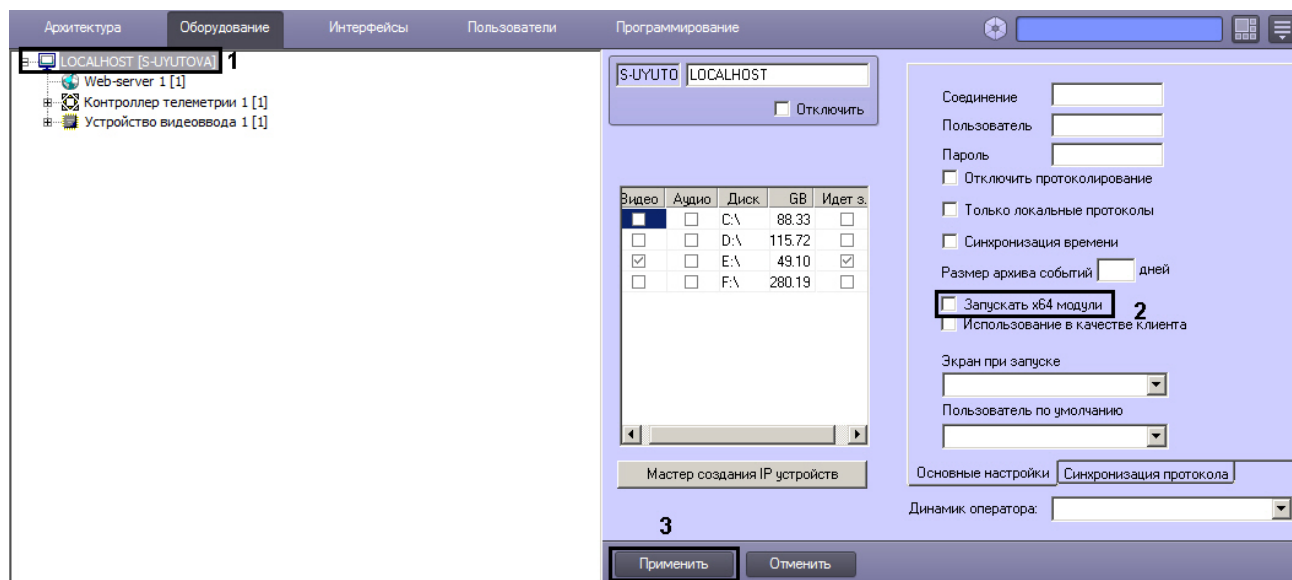 Архитектура Оборудование Интерфейсы Пользователи Программирование
LOCALHOST [S-UYUTOVA] 1
Web-server 1 [1]
Контроллер телеметрии 1 [1]
Устройство видеоввода 1 [1]
S-UYUTO LOCALHOST
Отключить
Видео Аудио Диск GB Идет з.
C:\ 88.33
D:\ 115.72
E:\ 49.10
F:\ 280.19
Мастер создания IP устройств
Соединение
Пользователь
Пароль
Отключить протоколирование
Только локальные протоколы
Синхронизация времени
Размер архива событий дней
Запускать x64 модули 2
Использование в качестве клиента
Экран при запуске
Пользователь по умолчанию
Основные настройки Синхронизация протокола
Динамик оператора:
3
Применить Отменить